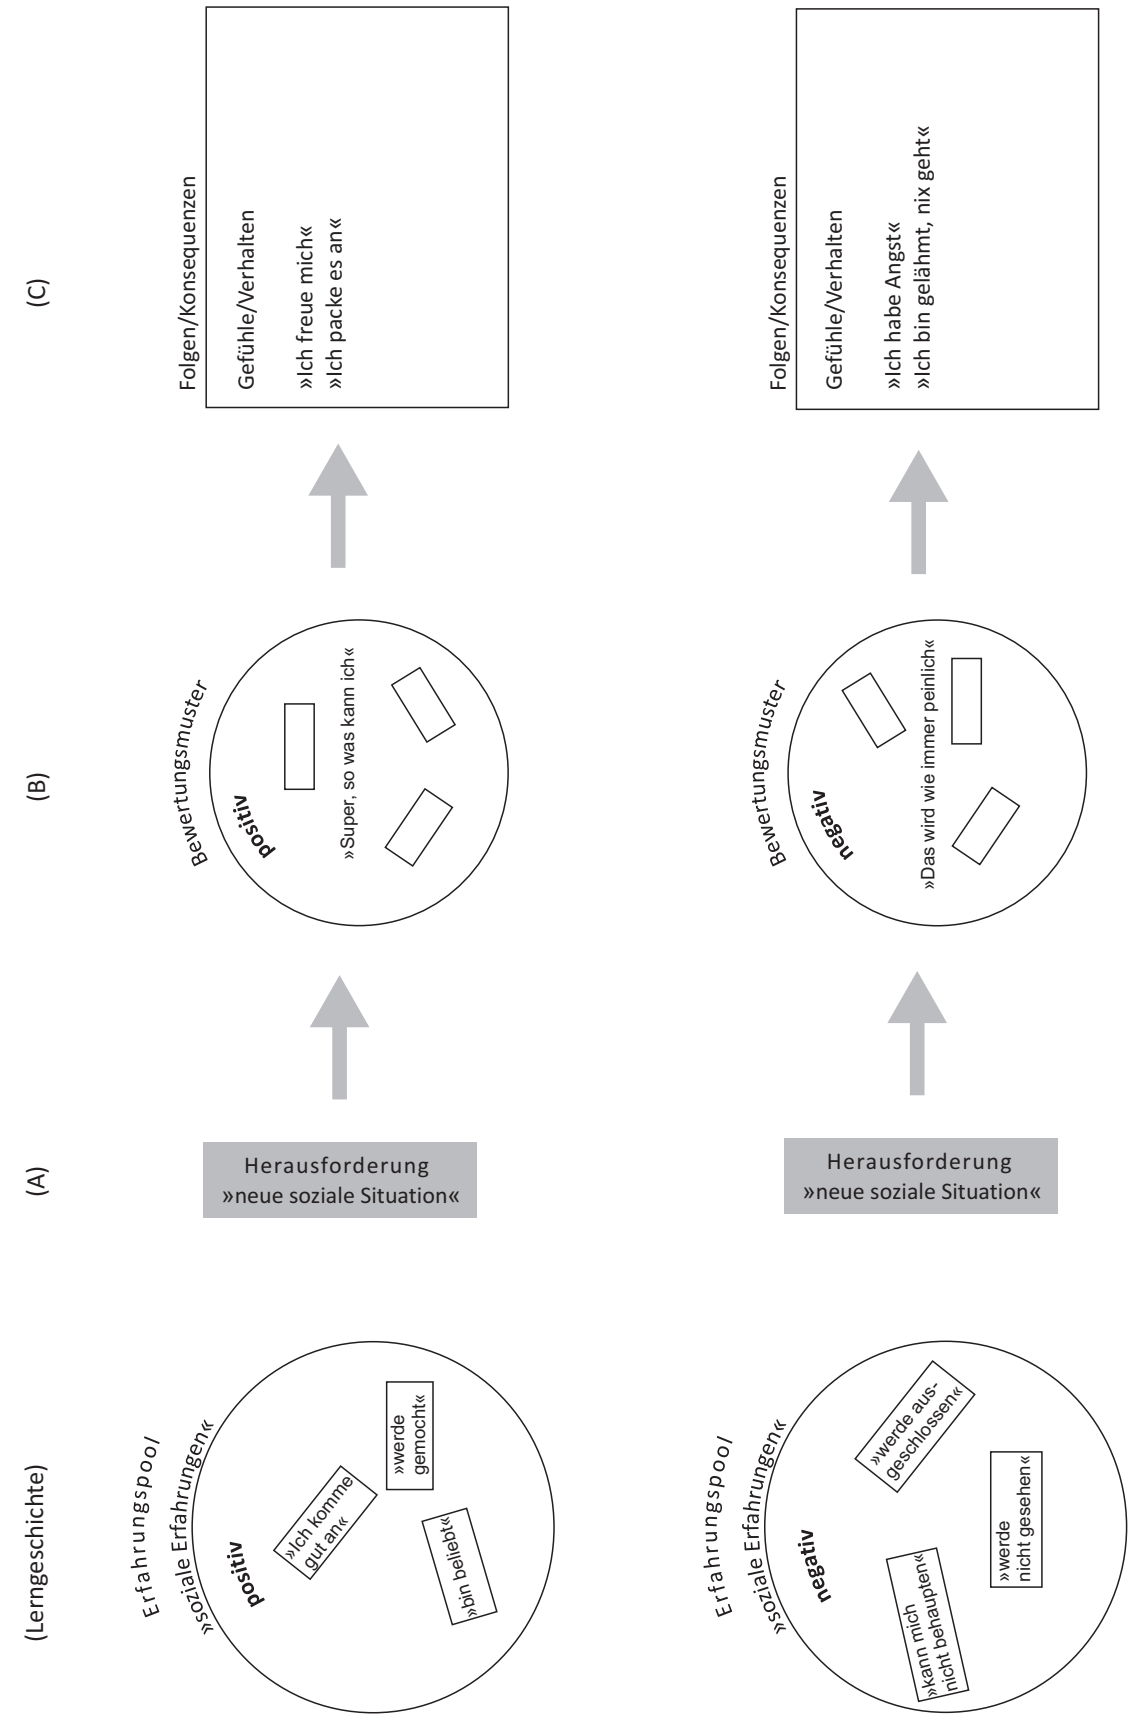 (Lerngeschichte)
(A)
(B)
(C)
Erfahrungspool
»soziale Erfahrungen«
positiv
»Ich komme
gut an«
»werde
gemocht«
»bin beliebt«
Herausforderung
»neue soziale Situation«
Bewertungsmuster
positiv
»Super, so was kann ich«
Folgen/Konsequenzen
Gefühle/Verhalten
»Ich freue mich«
»Ich packe es an«
Erfahrungspool
»soziale Erfahrungen«
negativ
»werde aus-
geschlossen«
»kann mich
nicht behaupten«
»werde
nicht gesehen«
Herausforderung
»neue soziale Situation«
Bewertungsmuster
negativ
»Das wird wie immer peinlich«
Folgen/Konsequenzen
Gefühle/Verhalten
»Ich habe Angst«
»Ich bin gelähmt, nix geht«